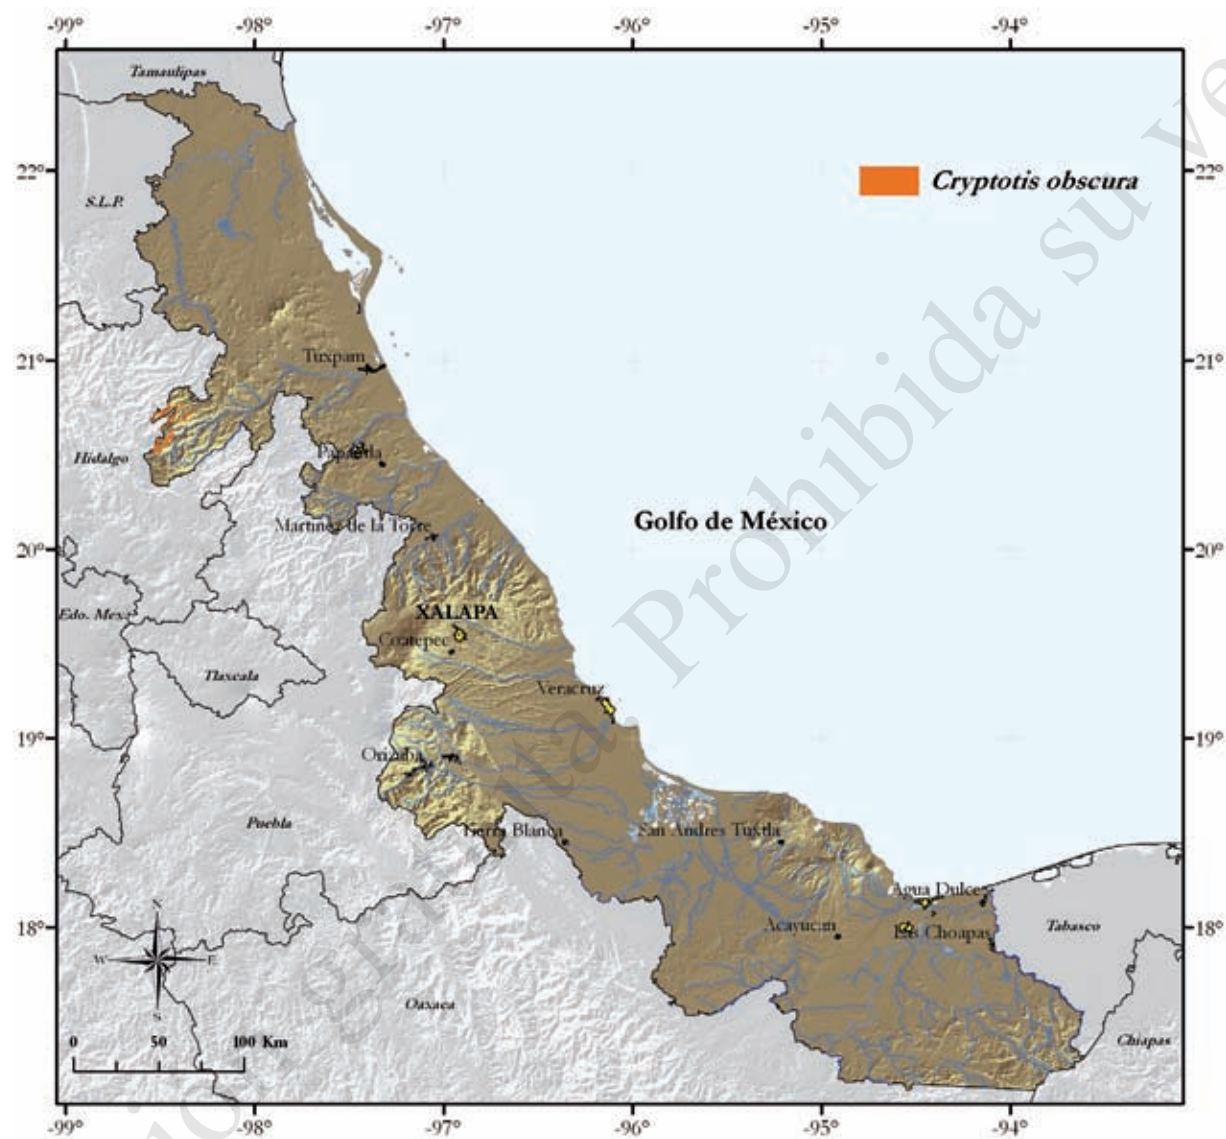 -99° -98° -97° -96° -95° -94°
Tamaulipas
22° 22°
Cryptotis obscura
S.L.P.
21° 21°
Tuxpam
Papantla
Hidalgo
Golfo de México
Martinez de la Torre
20° 20°
Edo. Mex
XALAPA
Coatepec
Tlaxcala
Veracruz
19° 19°
Orizaba
Puebla
Tierra Blanca
San Andres Tuxtla
Agua Dulce
18° 18°
Acayucan
Las Choapas
Tabasco
N
W E
S
Oaxaca
Chiapas
0 50 100 Km
-99° -98° -97° -96° -95° -94°
Prohibida su